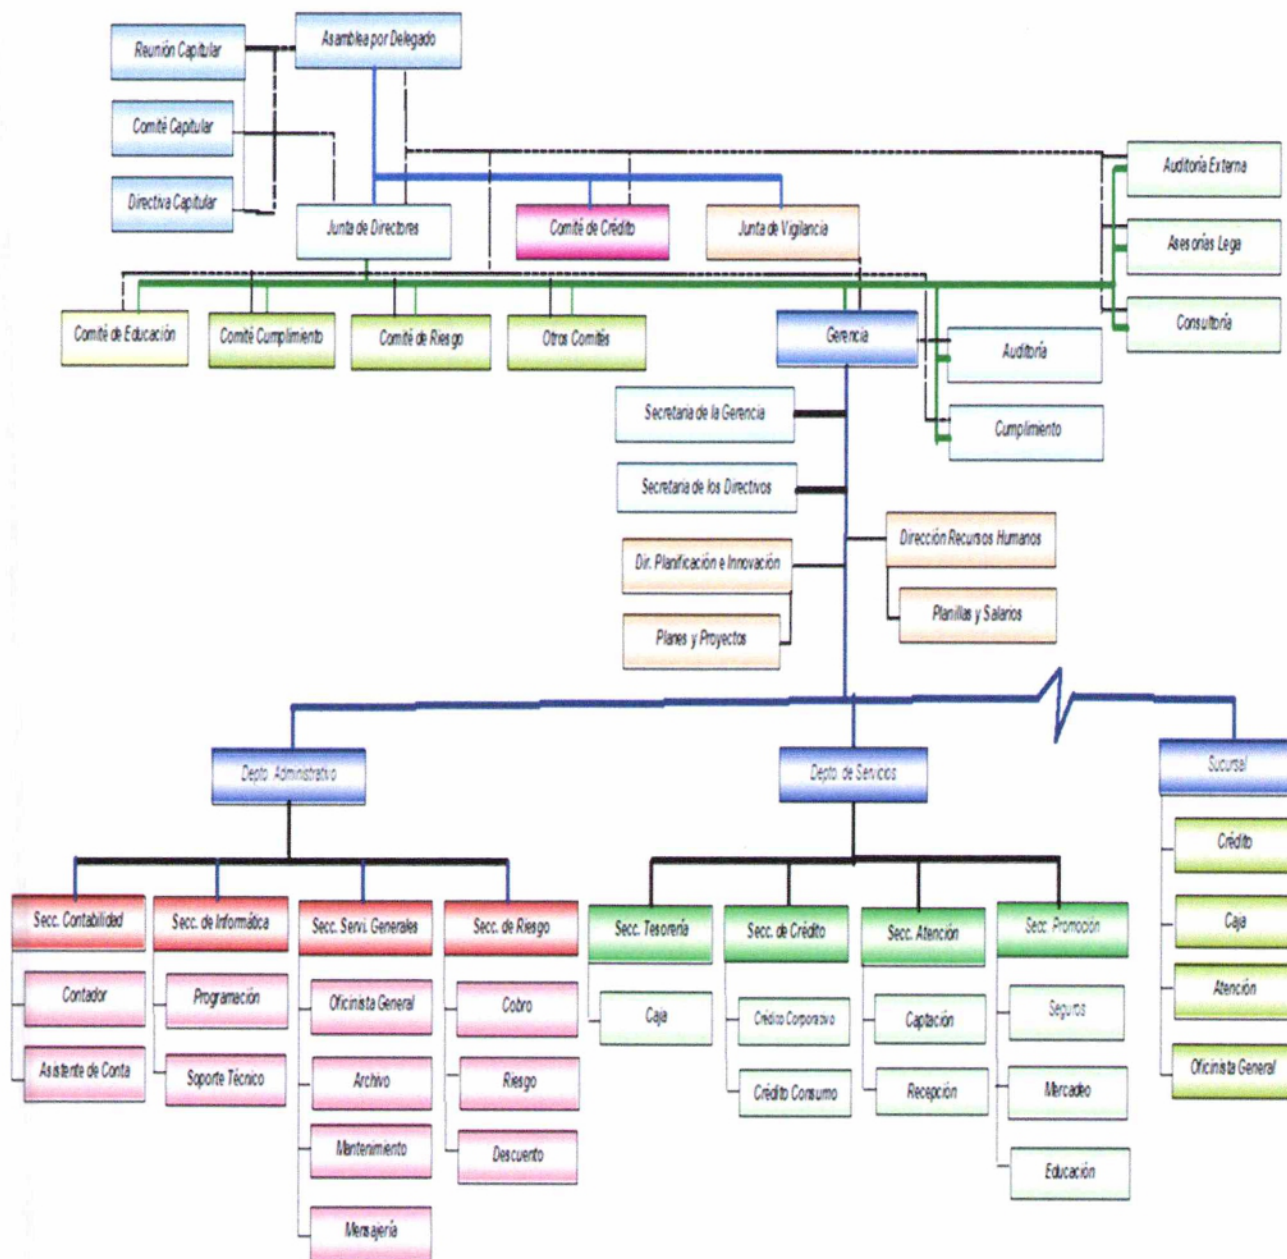 Reunión Capitular
Asamblea por Delegado
Comité Capitular
Directiva Capitular
Junta de Directores
Comité de Crédito
Junta de Vigilancia
Auditoría Externa
Asesorías Lega
Consultoría
Comité de Educación
Comité Cumplimiento
Comité de Riesgo
Otros Comités
Gerencia
Auditoría
Cumplimiento
Secretaria de la Gerencia
Secretaria de los Directivos
Dirección Recursos Humanos
Dir. Planificación e Innovación
Planillas y Salarios
Planes y Proyectos
Depto. Administrativo
Depto. de Servicios
Sucursal
Crédito
Caja
Atención
Oficinista General
Secc. Contabilidad
Secc. de Informática
Secc. Servi. Generales
Secc. de Riesgo
Secc. Tesorería
Secc. de Crédito
Secc. Atención
Secc. Promoción
Contador
Programación
Oficinista General
Cobro
Caja
Crédito Corporativo
Captación
Seguros
Asistente de Conta
Soporte Técnico
Archivo
Riesgo
Crédito Consumo
Recepción
Mercadeo
Mantenimiento
Descuento
Educación
Mensajería